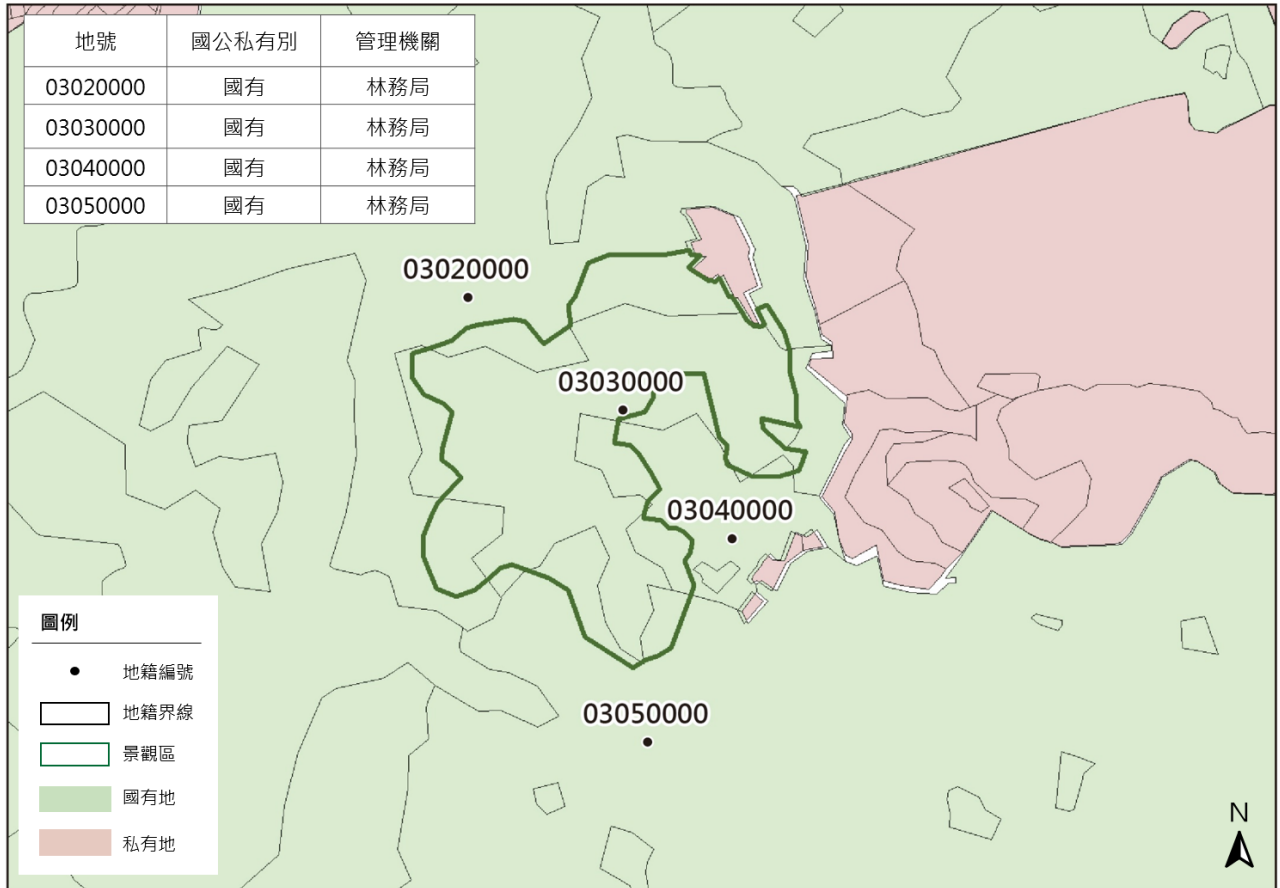 地號 國公私有別 管理機關
03020000 國有 林務局
03030000 國有 林務局
03040000 國有 林務局
03050000 國有 林務局
03020000
03030000
03040000
03050000
圖例
地籍編號
地籍界線
景觀區
國有地
私有地
N